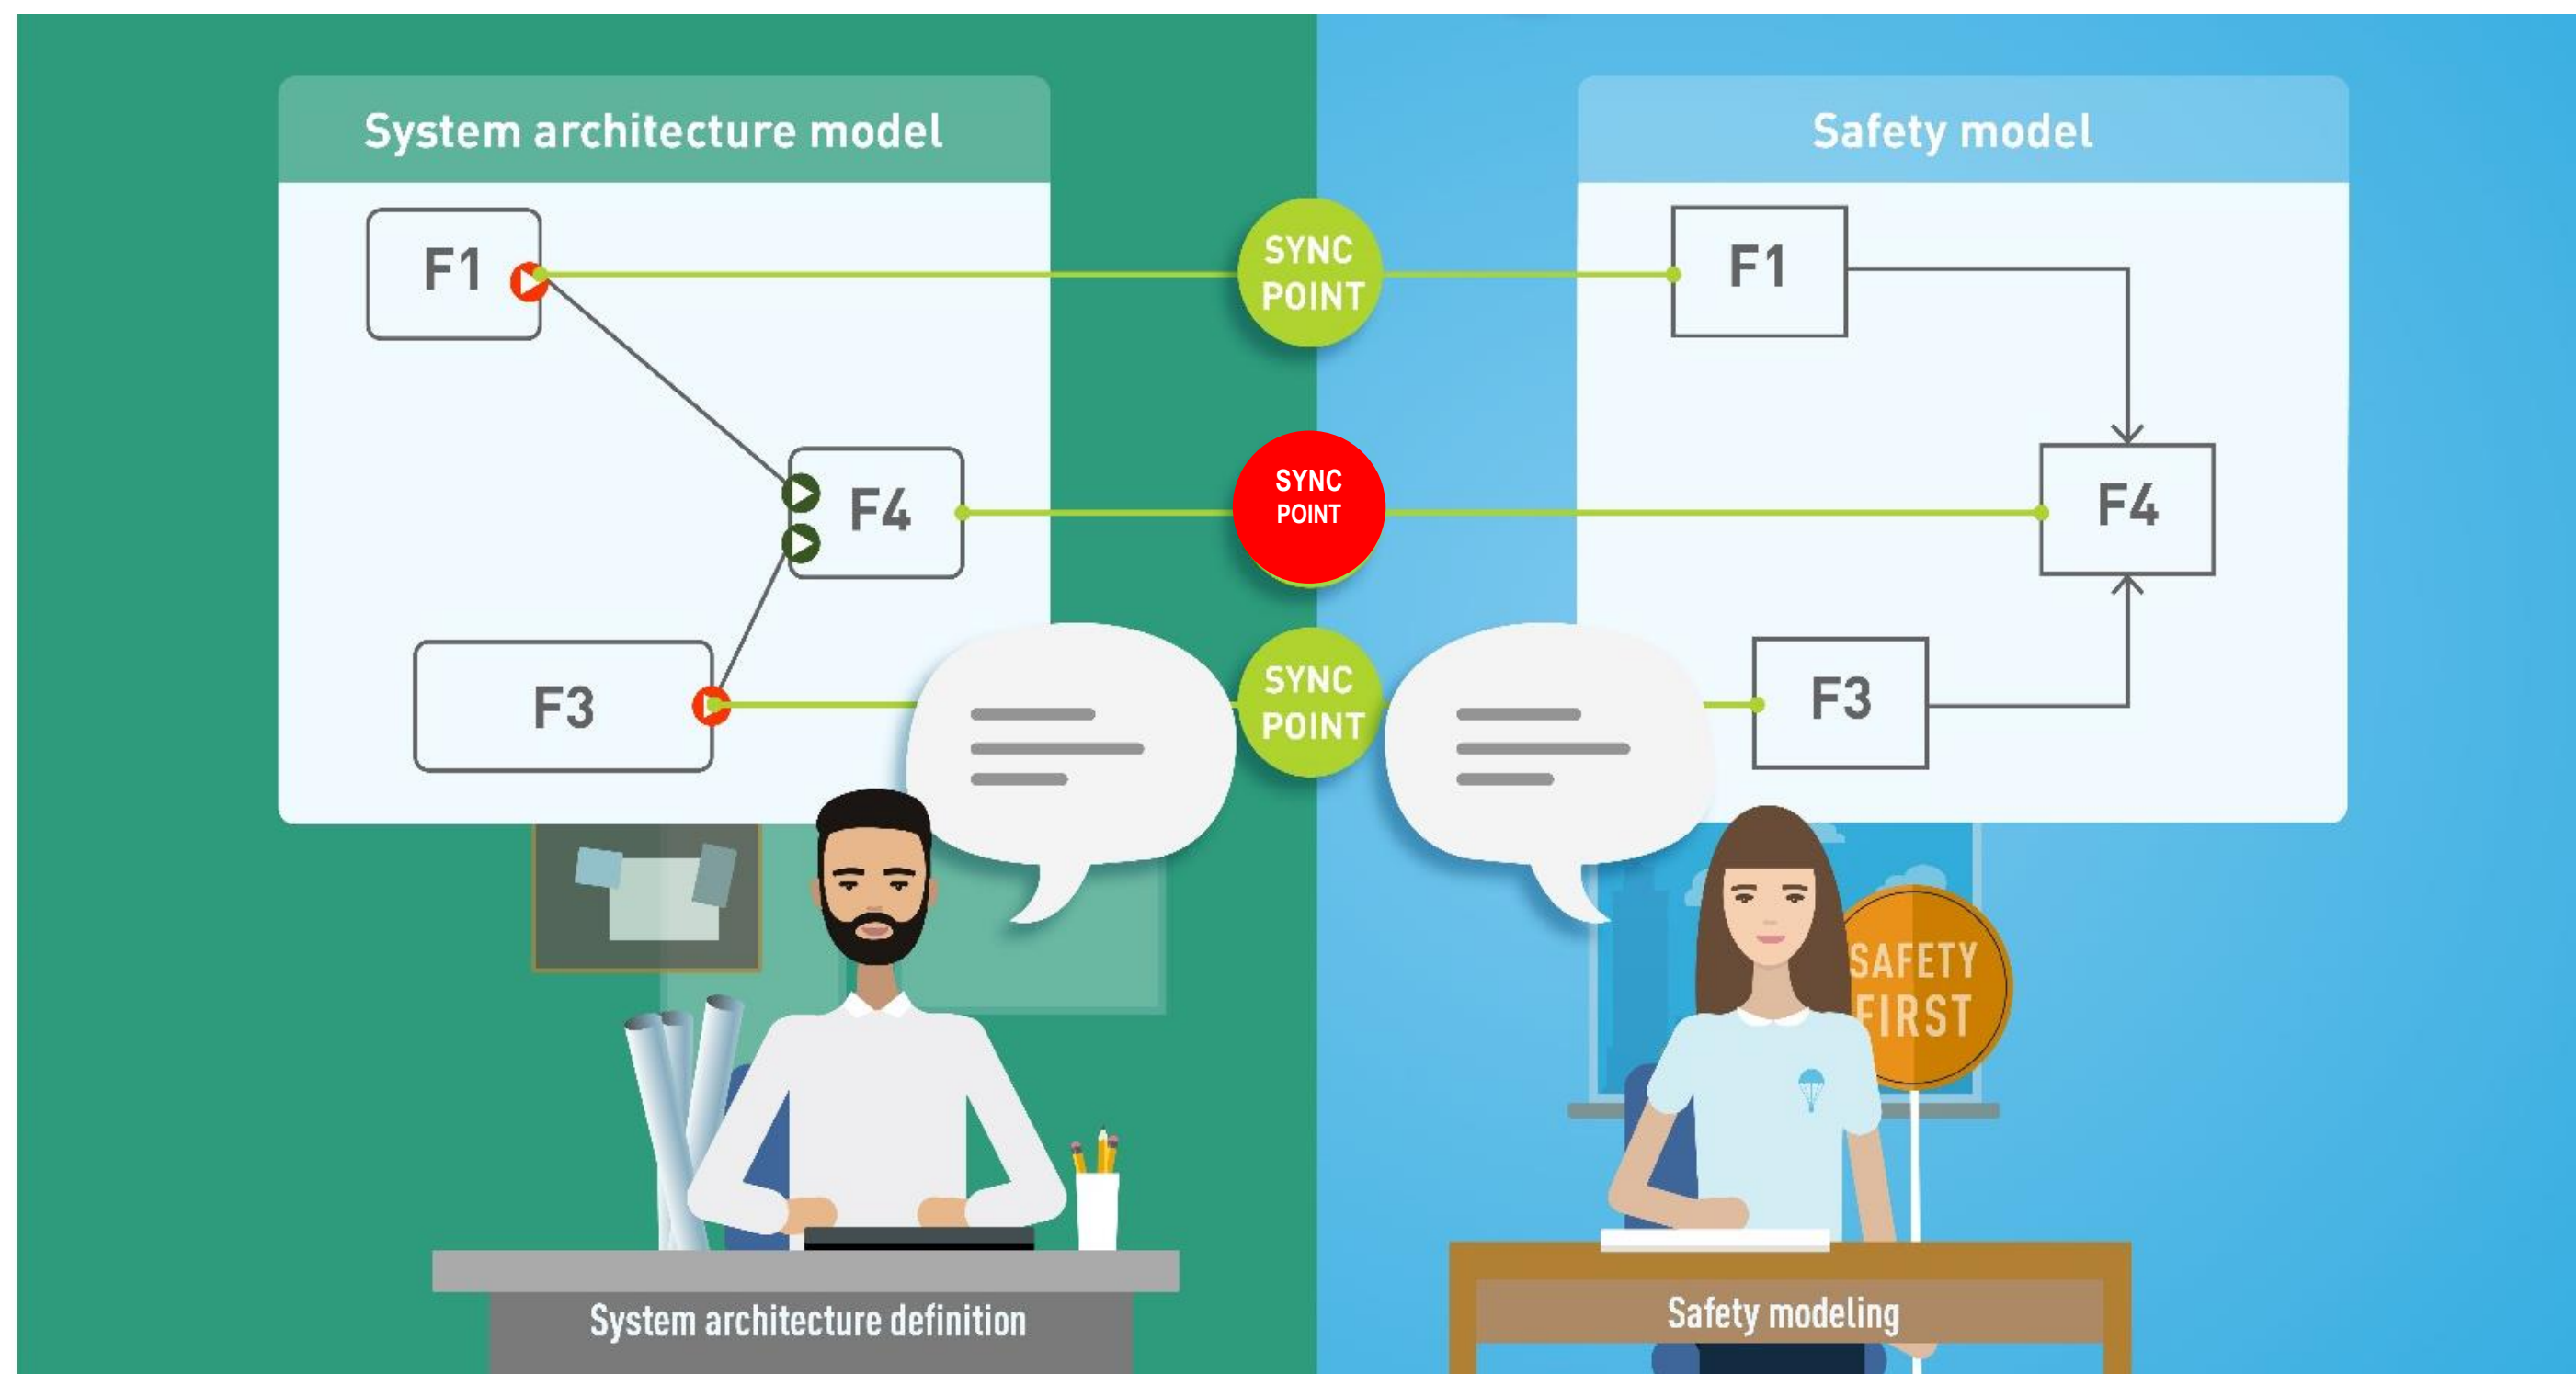 System architecture model
Safety model
F1
SYNC
POINT
F1
F4
SYNC
POINT
F4
F3
SYNC
POINT
F3
SAFETY
FIRST
System architecture definition
Safety modeling